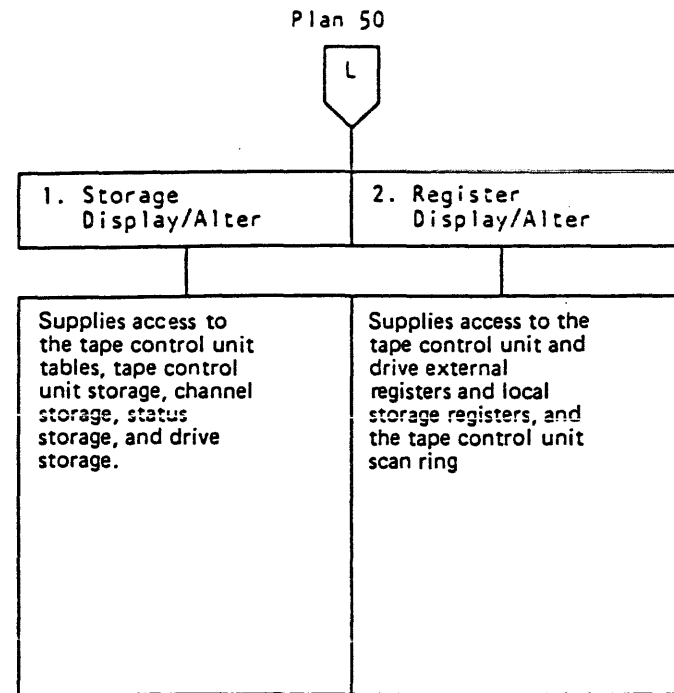 Plan 50
L
1. Storage
Display/Alter
2. Register
Display/Alter
Supplies access to
the tape control unit
tables, tape control
unit storage, channel
storage, status
storage, and drive
storage.
Supplies access to the
tape control unit and
drive external
registers and local
storage registers, and
the tape control unit
scan ring